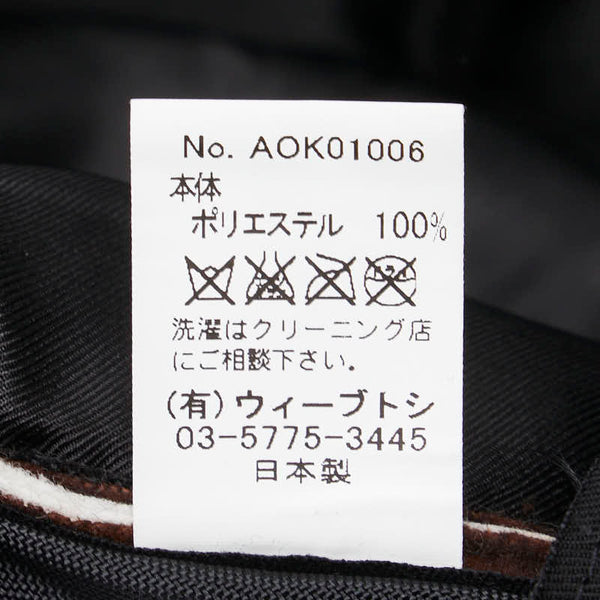 No. AOK01006
本体
ポリエステル 100%
洗濯はクリーニング店
にご相談下さい。
(有)ウィーブトシ
03-5775-3445
日本製